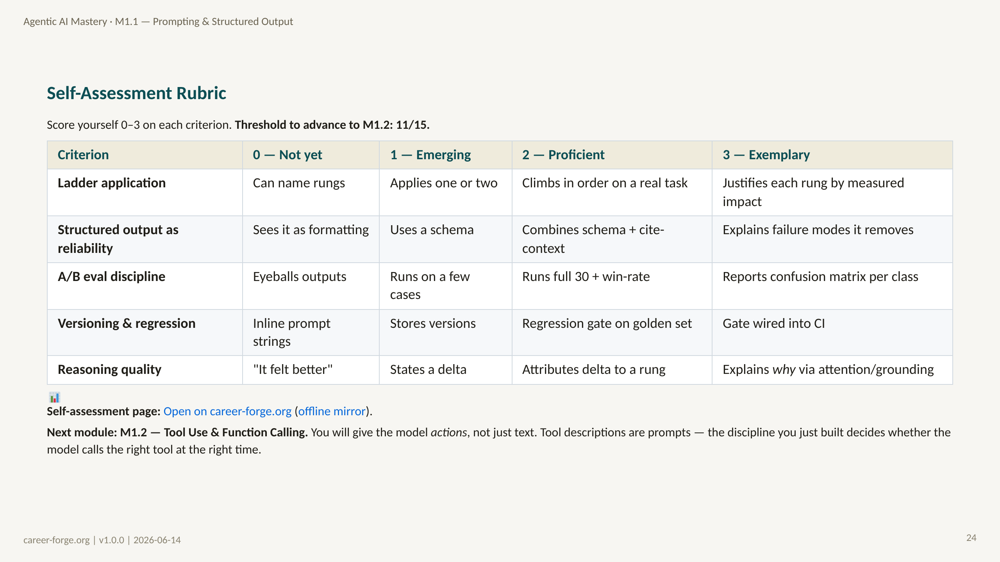 Agentic AI Mastery · M1.1 — Prompting & Structured Output
Self-Assessment Rubric
Score yourself 0–3 on each criterion. Threshold to advance to M1.2: 11/15.
Criterion
0 — Not yet
1 — Emerging
2 — Proficient
3 — Exemplary
Ladder application
Can name rungs
Applies one or two
Climbs in order on a real task
Justifies each rung by measured
impact
Structured output as
reliability
Sees it as formatting
Uses a schema
Combines schema + cite-
context
Explains failure modes it removes
A/B eval discipline
Eyeballs outputs
Runs on a few
cases
Runs full 30 + win-rate
Reports confusion matrix per class
Versioning & regression
Inline prompt
strings
Stores versions
Regression gate on golden set
Gate wired into CI
Reasoning quality
"It felt better"
States a delta
Attributes delta to a rung
Explains why via attention/grounding
Self-assessment page: Open on career-forge.org (offline mirror).
Next module: M1.2 — Tool Use & Function Calling. You will give the model actions, not just text. Tool descriptions are prompts — the discipline you just built decides whether the
model calls the right tool at the right time.
career-forge.org | v1.0.0 | 2026-06-14
24